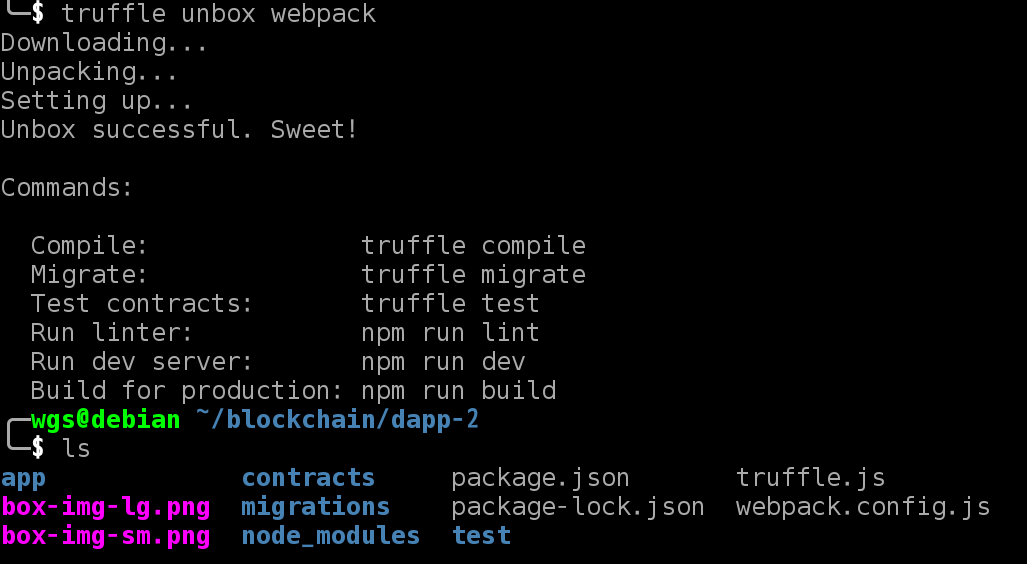 $ truffle unbox webpack
Downloading...
Unpacking...
Setting up...
Unbox successful. Sweet!
Commands:
Compile: truffle compile
Migrate: truffle migrate
Test contracts: truffle test
Run linter: npm run lint
Run dev server: npm run dev
Build for production: npm run build
wgs@debian ~/blockchain/dapp-2
$ ls
app contracts package.json truffle.js
box-img-lg.png migrations package-lock.json webpack.config.js
box-img-sm.png node_modules test